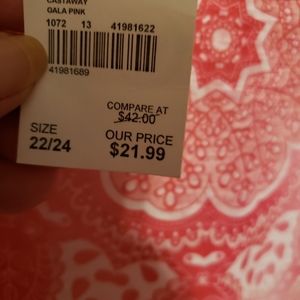 CASTAWAY
GALA PINK
1072 13 41981622
41981689
COMPARE AT
$42.00
SIZE OUR PRICE
22/24 $21.99